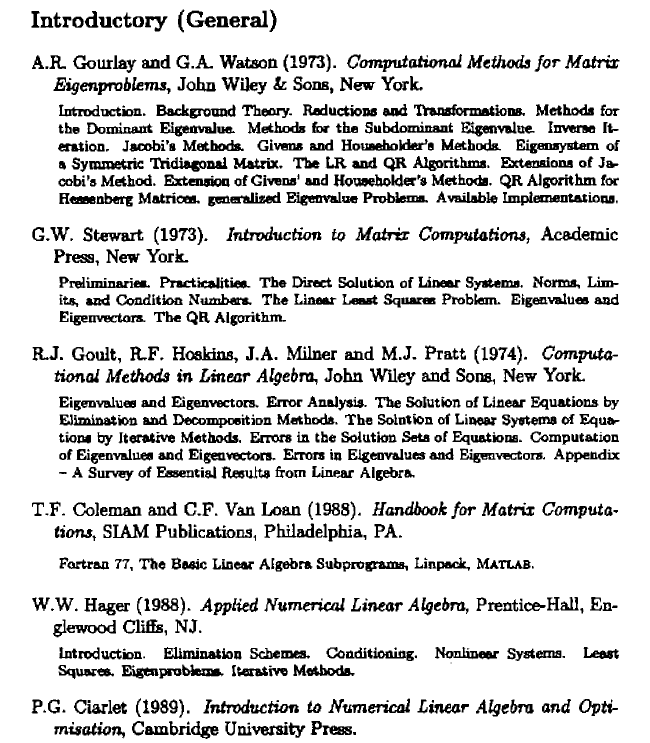 Introductory (General)
A.R. Gourlay and G.A. Watson (1973). Computational Methods for Matrix
Eigenproblems, John Wiley & Sons, New York.
Introduction. Background Theory. Reductions and Transformations. Methods for
the Dominant Eigenvalue. Methods for the Subdominant Eigenvalue. Inverse It-
eration. Jacobi's Methods. Givens and Householder's Methods. Eigensystem of
a Symmetric Tridiagonal Matrix. The LR and QR Algorithms. Extensions of Ja-
cobi's Method. Extension of Givens' and Householder's Methods. QR Algorithm for
Hessenberg Matrices. generalized Eigenvalue Problems. Available Implementations.
G.W. Stewart (1973). Introduction to Matrix Computations, Academic
Press, New York.
Preliminaries. Practicalities. The Direct Solution of Linear Systems. Norms, Lim-
its, and Condition Numbers. The Linear Least Squares Problem. Eigenvalues and
Eigenvectors. The QR Algorithm.
R.J. Goult, R.F. Hoskins, J.A. Milner and M.J. Pratt (1974). Computa-
tional Methods in Linear Algebra, John Wiley and Sons, New York.
Eigenvalues and Eigenvectors. Error Analysis. The Solution of Linear Equations by
Elimination and Decomposition Methods. The Solution of Linear Systems of Equa-
tions by Iterative Methods. Errors in the Solution Sets of Equations. Computation
of Eigenvalues and Eigenvectors. Errors in Eigenvalues and Eigenvectors. Appendix
– A Survey of Essential Results from Linear Algebra.
T.F. Coleman and C.F. Van Loan (1988). Handbook for Matrix Computa-
tions, SIAM Publications, Philadelphia, PA.
Fortran 77, The Basic Linear Algebra Subprograms, Linpack, MATLAB.
W.W. Hager (1988). Applied Numerical Linear Algebra, Prentice-Hall, En-
glewood Cliffs, NJ.
Introduction. Elimination Schemes. Conditioning. Nonlinear Systems. Least
Squares. Eigenproblems. Iterative Methods.
P.G. Ciarlet (1989). Introduction to Numerical Linear Algebra and Opti-
misation, Cambridge University Press.